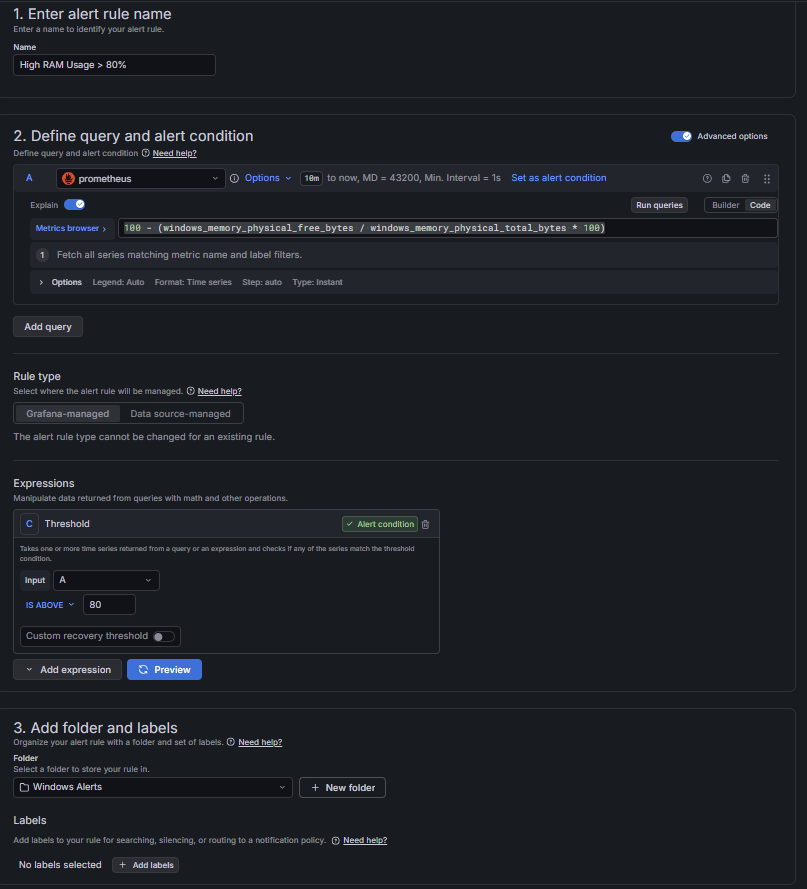 1. Enter alert rule name
Enter a name to identify your alert rule.
Name
High RAM Usage > 80%
2. Define query and alert condition
Advanced options
Define query and alert condition Need help?
A prometheus Options 10m to now, MD = 43200, Min. Interval = 1s Set as alert condition
Explain Run queries Builder Code
Metrics browser > 100 - (windows_memory_physical_free_bytes / windows_memory_physical_total_bytes * 100)
1 Fetch all series matching metric name and label filters.
> Options Legend: Auto Format: Time series Step: auto Type: Instant
Add query
Rule type
Select where the alert rule will be managed. Need help?
Grafana-managed Data source-managed
The alert rule type cannot be changed for an existing rule.
Expressions
Manipulate data returned from queries with math and other operations.
C Threshold Alert condition
Takes one or more time series returned from a query or an expression and checks if any of the series match the threshold
condition.
Input A
IS ABOVE 80
Custom recovery threshold
Add expression Preview
3. Add folder and labels
Organize your alert rule with a folder and set of labels. Need help?
Folder
Select a folder to store your rule in.
Windows Alerts + New folder
Labels
Add labels to your rule for searching, silencing, or routing to a notification policy. Need help?
No labels selected + Add labels